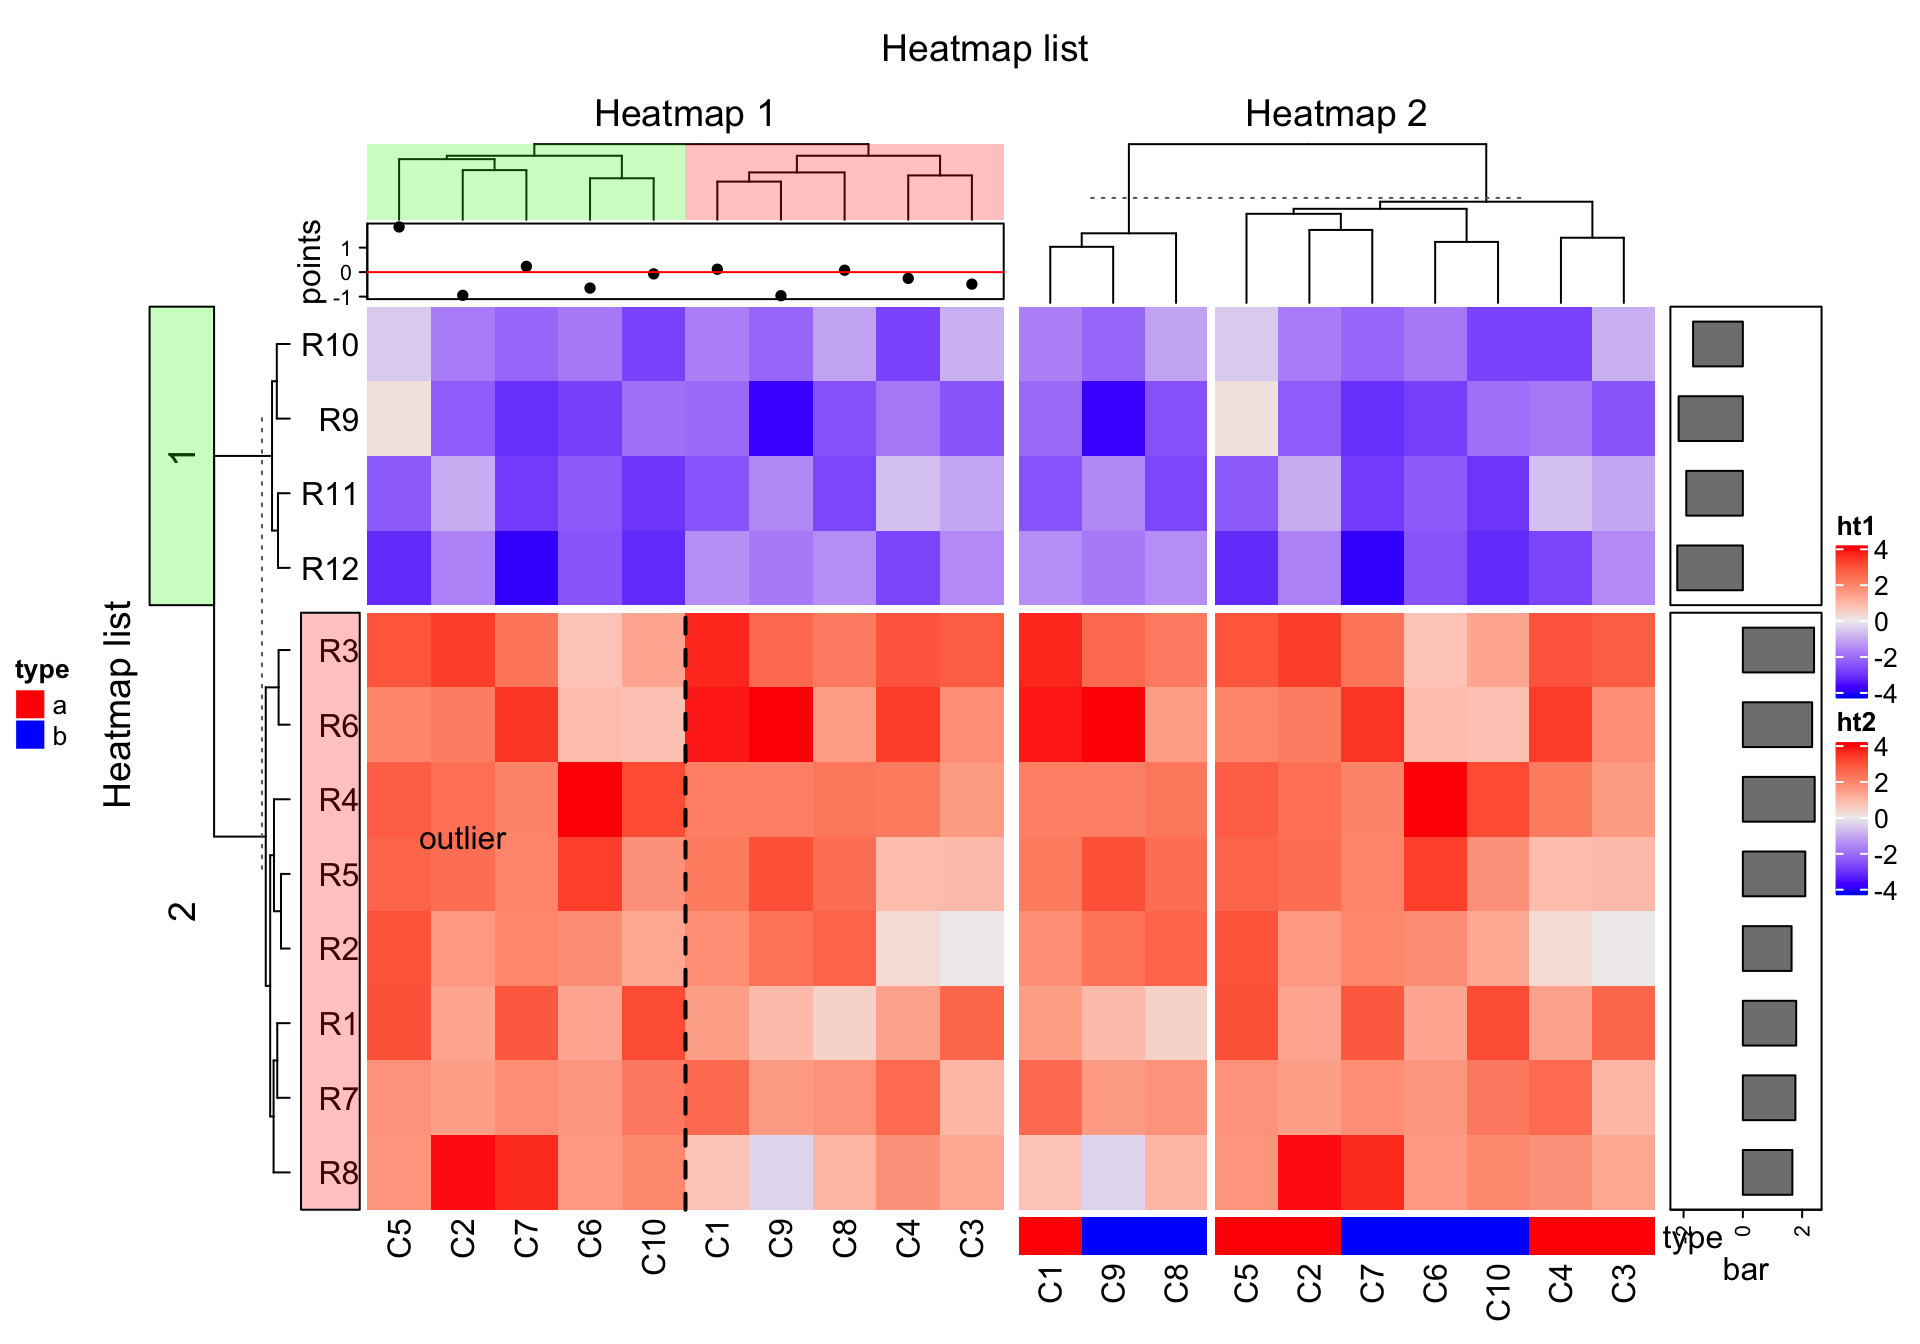 Heatmap list
Heatmap 1
Heatmap 2
points
1
0
-1
1
2
Heatmap list
type
a
b
R10
R9
R11
R12
R3
R6
R4
R5
R2
R1
R7
R8
outlier
C5 C2 C7 C6 C10 C1 C9 C8 C4 C3
C1 C9 C8 C5 C2 C7 C6 C10 C4 C3
type
-2 0 2
bar
ht1
4
2
0
-2
-4
ht2
4
2
0
-2
-4